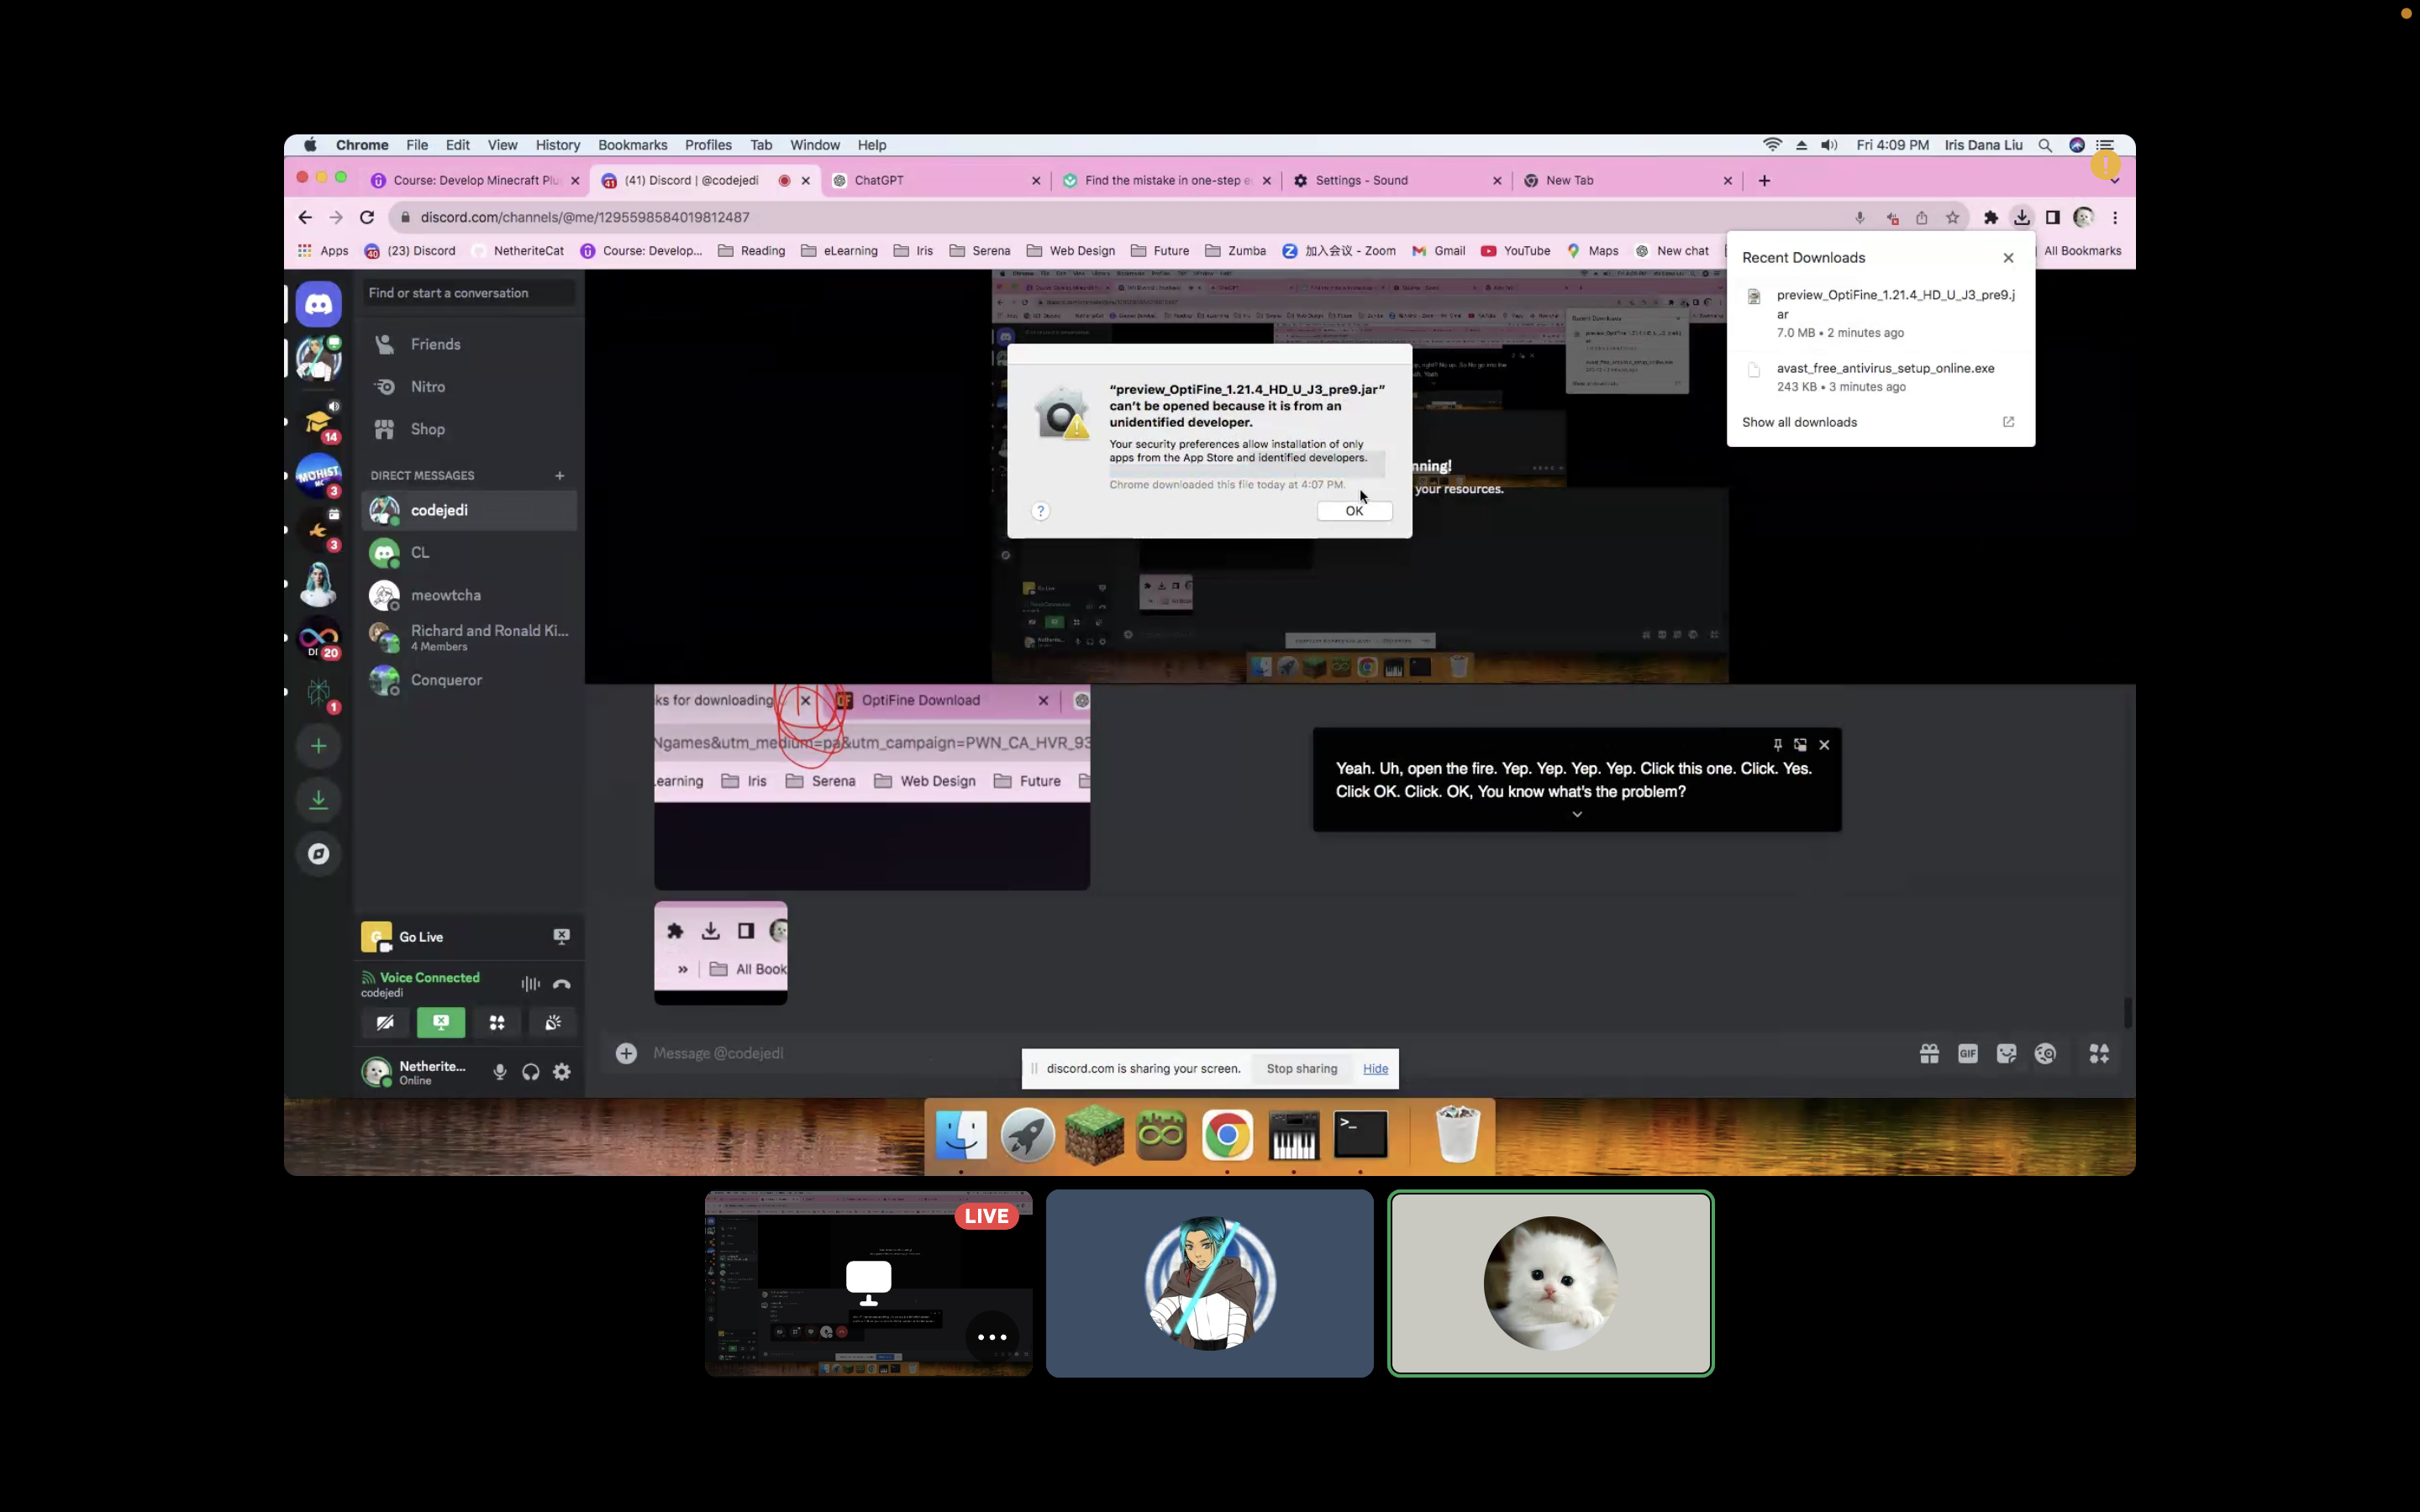 Chrome File Edit View History Bookmarks Profiles Tab Window Help
Fri 4:09 PM Iris Dana Liu
Course: Develop Minecraft Plu
41
(41) Discord | @codejedi
ChatGPT
Find the mistake in one-step e
Settings - Sound
New Tab
discord.com/channels/@me/1295598584019812487
Apps
40
(23) Discord
NetheriteCat
Course: Develop...
Reading
eLearning
Iris
Serena
Web Design
Future
Zumba
加入会议 - Zoom
Gmail
YouTube
Maps
New chat
All Bookmarks
Recent Downloads
preview_OptiFine_1.21.4_HD_U_J3_pre9.j
ar
7.0 MB • 2 minutes ago
avast_free_antivirus_setup_online.exe
243 KB • 3 minutes ago
Show all downloads
Find or start a conversation
Friends
Nitro
Shop
DIRECT MESSAGES
codejedi
CL
meowtcha
Richard and Ronald Ki...
4 Members
Conqueror
14
MOHIST
3
3
20
1
“preview_OptiFine_1.21.4_HD_U_J3_pre9.jar”
can’t be opened because it is from an
unidentified developer.
Your security preferences allow installation of only
apps from the App Store and identified developers.
Chrome downloaded this file today at 4:07 PM.
?
OK
nning!
your resources.
ks for downloading
OptiFine Download
Ngames&utm_medium=pa&utm_campaign=PWN_CA_HVR_93
earning
Iris
Serena
Web Design
Future
Yeah. Uh, open the fire. Yep. Yep. Yep. Yep. Click this one. Click. Yes.
Click OK. Click. OK, You know what's the problem?
All Book
Go Live
Voice Connected
codejedi
Netherite...
Online
Message @codejedi
GIF
discord.com is sharing your screen.
Stop sharing
Hide
LIVE